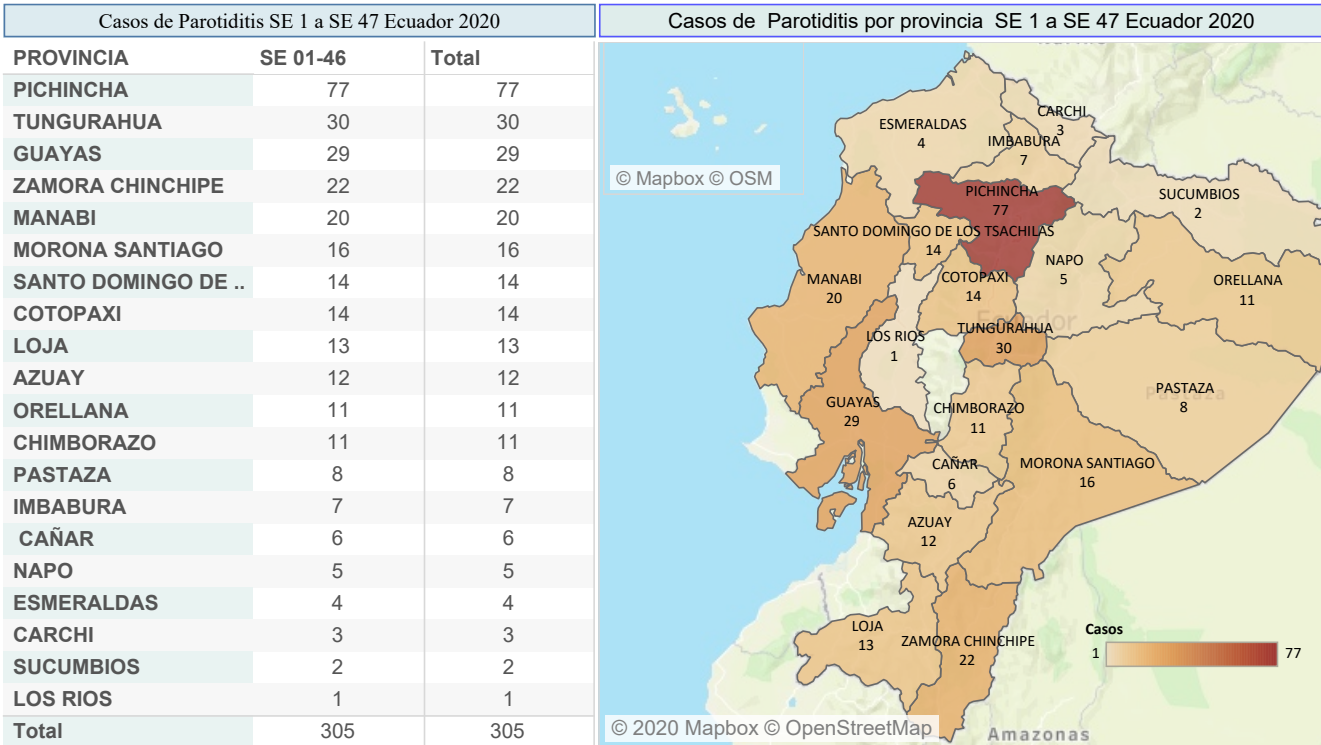 Casos de Parotiditis SE 1 a SE 47 Ecuador 2020
PROVINCIA SE 01-46 Total
PICHINCHA 77 77
TUNGURAHUA 30 30
GUAYAS 29 29
ZAMORA CHINCHIPE 22 22
MANABI 20 20
MORONA SANTIAGO 16 16
SANTO DOMINGO DE .. 14 14
COTOPAXI 14 14
LOJA 13 13
AZUAY 12 12
ORELLANA 11 11
CHIMBORAZO 11 11
PASTAZA 8 8
IMBABURA 7 7
CAÑAR 6 6
NAPO 5 5
ESMERALDAS 4 4
CARCHI 3 3
SUCUMBIOS 2 2
LOS RIOS 1 1
Total 305 305
Casos de Parotiditis por provincia SE 1 a SE 47 Ecuador 2020
© Mapbox © OSM
CARCHI
3
ESMERALDAS
4
IMBABURA
7
PICHINCHA
77
SUCUMBIOS
2
SANTO DOMINGO DE LOS TSACHILAS
14
NAPO
5
MANABI
20
COTOPAXI
14
ORELLANA
11
Ecuador
TUNGURAHUA
30
LOS RIOS
1
PASTAZA
8
Pastaza
GUAYAS
29
CHIMBORAZO
11
CAÑAR
6
MORONA SANTIAGO
16
AZUAY
12
LOJA
13
ZAMORA CHINCHIPE
22
Casos
1 77
© 2020 Mapbox © OpenStreetMap
Amazonas